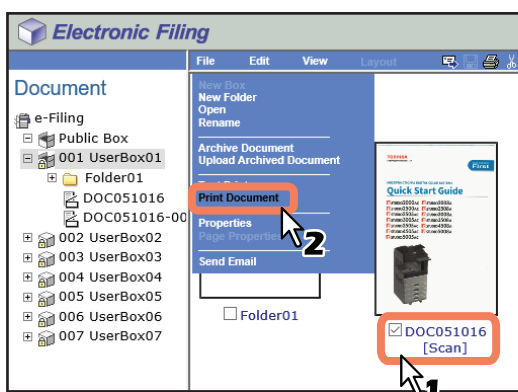 Electronic Filing
File Edit View Layout
Document
e-Filing
Public Box
001 UserBox01
Folder01
DOC051016
DOC051016-00
002 UserBox02
003 UserBox03
004 UserBox04
005 UserBox05
006 UserBox06
007 UserBox07
New Box
New Folder
Open
Rename
Archive Document
Upload Archived Document
Print Document
Properties
Page Properties
Send Email
2
Folder01
TOSHIBA
First
Quick Start Guide
DOC051016
[Scan]
1